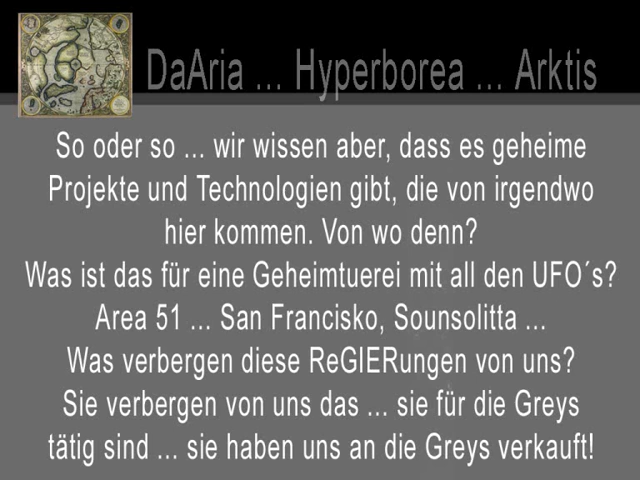 DaAria ... Hyperborea ... Arktis
So oder so ... wir wissen aber, dass es geheime
Projekte und Technologien gibt, die von irgendwo
hier kommen. Von wo denn?
Was ist das für eine Geheimtuerei mit all den UFO´s?
Area 51 ... San Francisko, Sounsolitta ...
Was verbergen diese ReGIERungen von uns?
Sie verbergen von uns das ... sie für die Greys
tätig sind ... sie haben uns an die Greys verkauft!